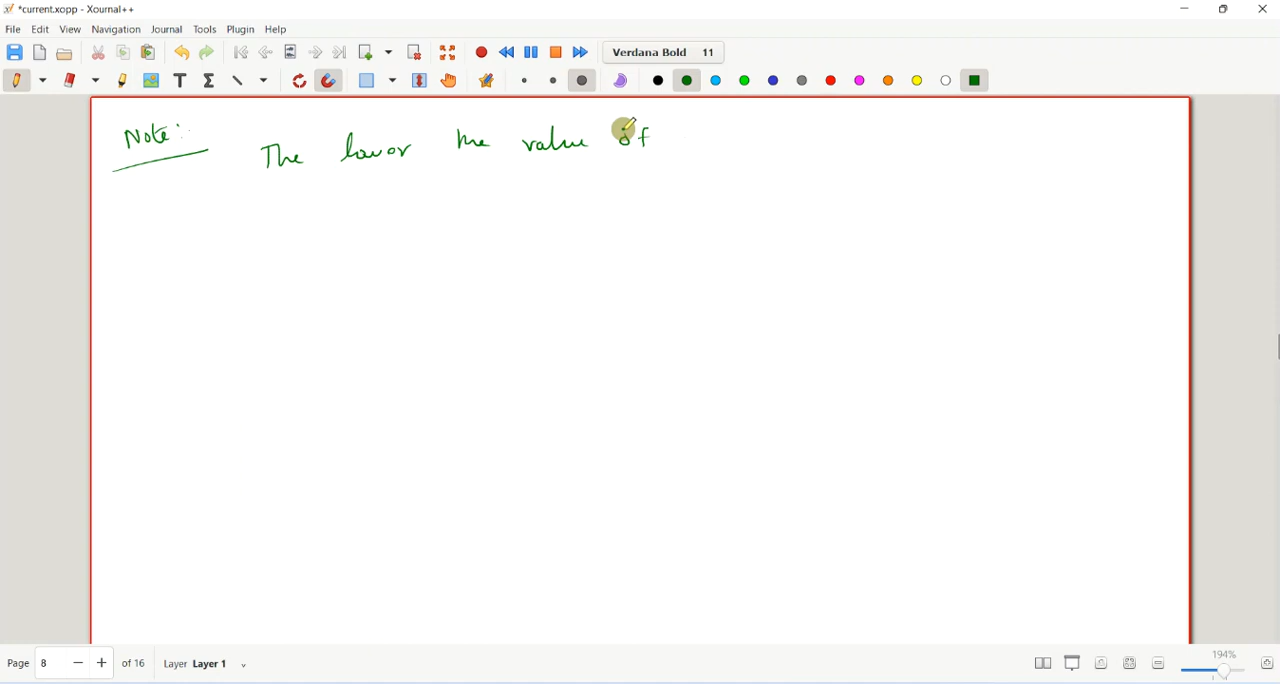 *current.xopp - Xournal++
File Edit View Navigation Journal Tools Plugin Help
Verdana Bold 11
Note:
The lower the value of
Page 8 of 16 Layer Layer 1 194%